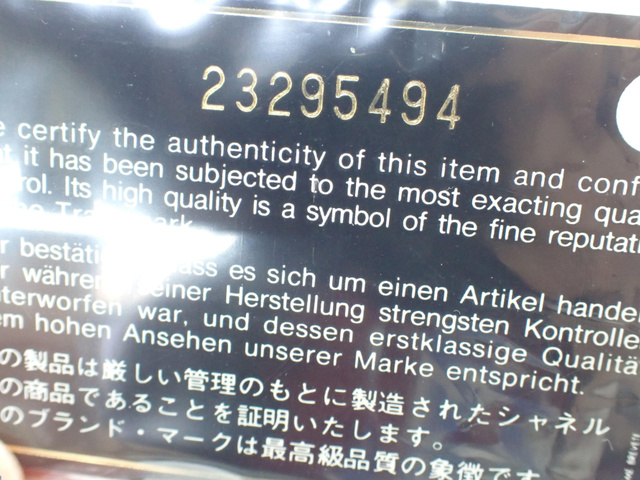 23295494
certify the authenticity of this item and conf
it has been subjected to the most exacting qua
rol. Its high quality is a symbol of the fine reputati
r bestäti ass es sich um einen Artikel handel
r währen seiner Herstellung strengsten Kontrolle
nterworfen war, und dessen erstklassige Qualitä
em hohen Ansehen unserer Marke entspricht.
の製品は厳しい管理のもとに製造されたシャネル
の商品であることを証明いたします。
のブランド・マークは最高級品質の象徴です